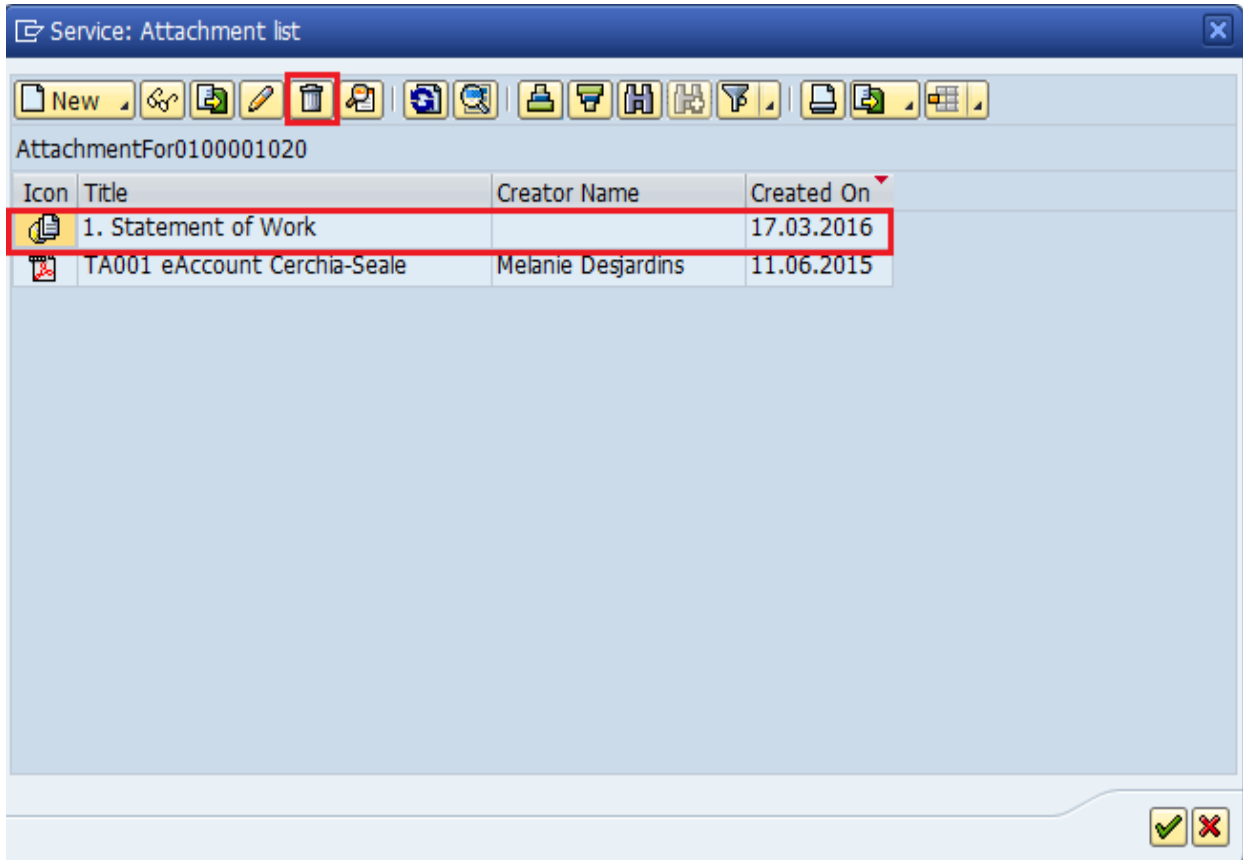 Service: Attachment list
New
AttachmentFor0100001020
Icon Title Creator Name Created On
1. Statement of Work 17.03.2016
TA001 eAccount Cerchia-Seale Melanie Desjardins 11.06.2015